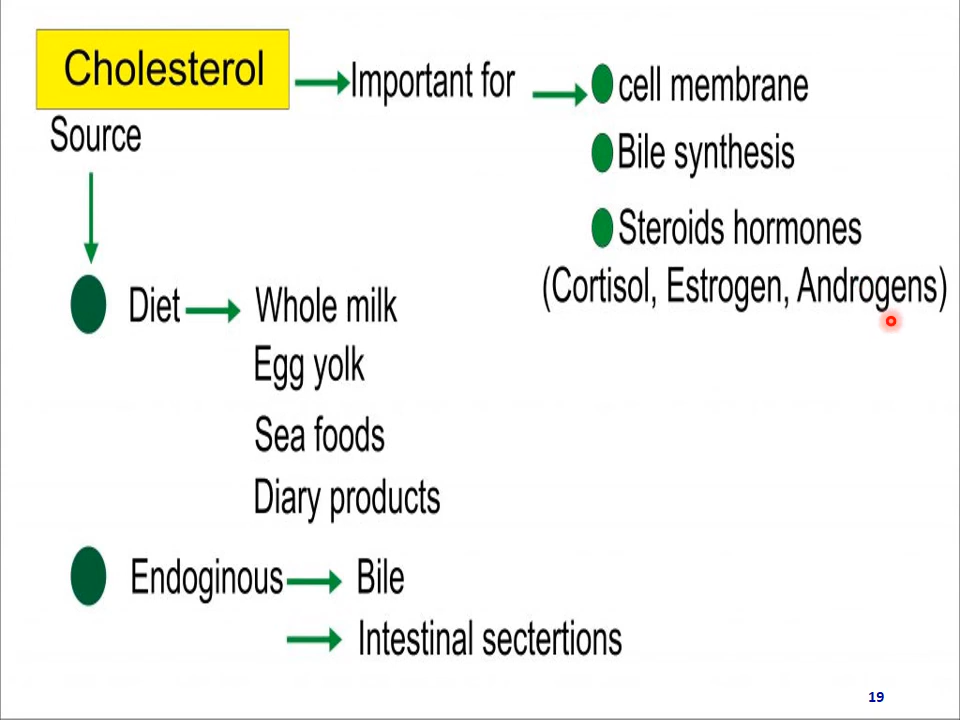 Cholesterol
Important for
cell membrane
Bile synthesis
Steroids hormones
(Cortisol, Estrogen, Androgens)
Source
Diet
Whole milk
Egg yolk
Sea foods
Diary products
Endoginous
Bile
Intestinal sectertions
19